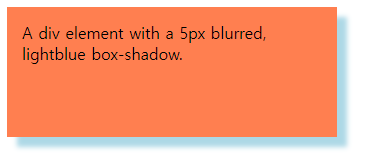 A div element with a 5px blurred,
lightblue box-shadow.